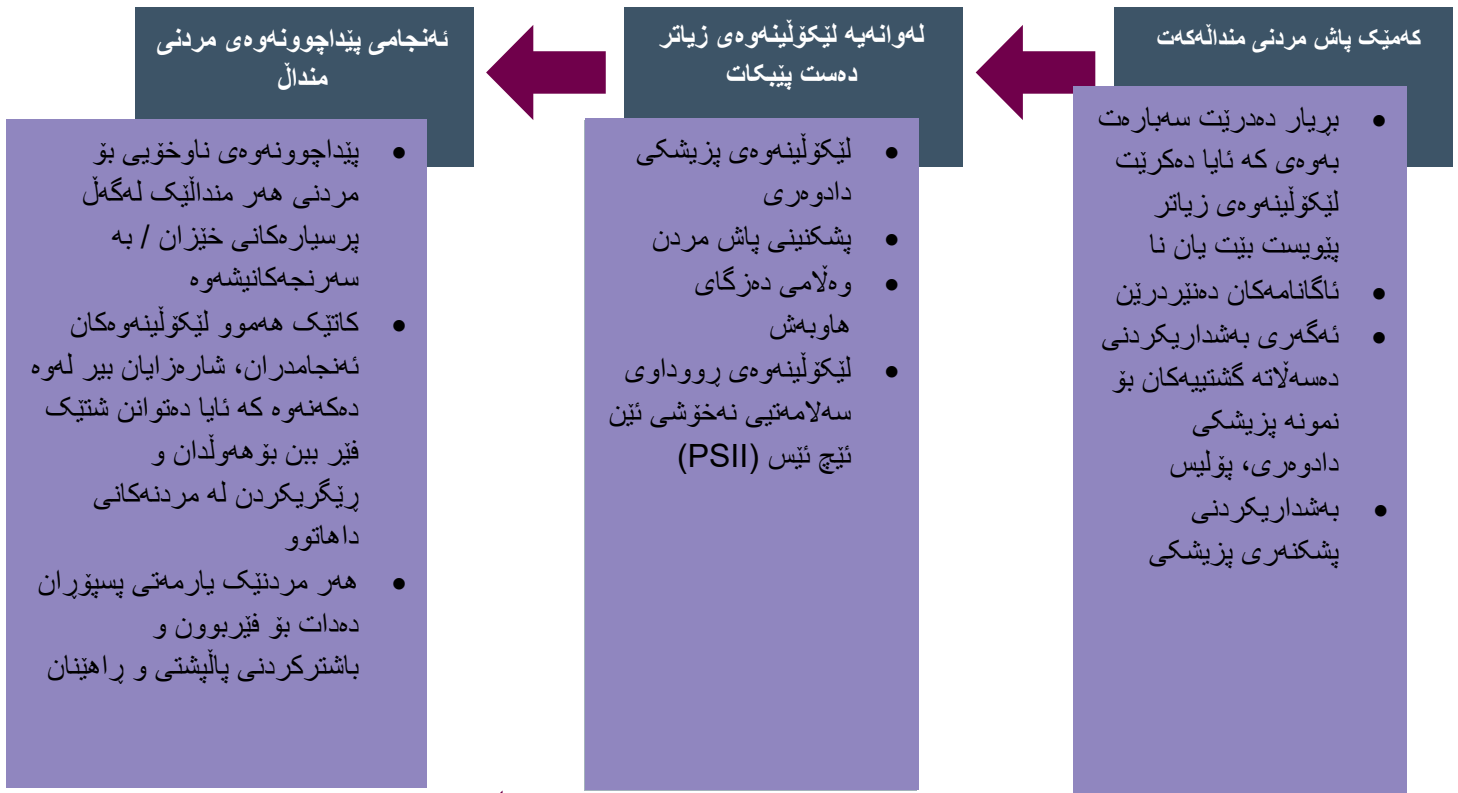 کەمێک پاش مردنی منداڵەکەت
• بڕیار دەدرێت سەبارەت
بەوەی کە ئایا دەکرێت
لێکۆڵینەوەی زیاتر
پێویست بێت یان نا
• ئاگانامەکان دەنێردرێن
• ئەگەری بەشداریکردنی
دەسەڵاتە گشتییەکان بۆ
نمونە پزیشکی
دادوەری، پۆلیس
• بەشداریکردنی
پشکنەری پزیشکی
لەوانەیە لێکۆڵینەوەی زیاتر
دەست پێبکات
• لێکۆڵینەوەی پزیشکی
دادوەری
• پشکنینی پاش مردن
• وەڵامی دەزگای
هاوبەش
• لێکۆڵینەوەی ڕووداوی
سەلامەتیی نەخۆشی ئێن
ئێچ ئێس (PSII)
ئەنجامی پێداچوونەوەی مردنی
منداڵ
• پێداچوونەوەی ناوخۆیی بۆ
مردنی هەر منداڵێک لەگەڵ
پرسیارەکانی خێزان / بە
سەرنجەکانیشەوە
• کاتێک هەموو لێکۆڵینەوەکان
ئەنجامدران، شارەزایان بیر لەوە
دەکەنەوە کە ئایا دەتوانن شتێک
فێر ببن بۆ هەوڵدان و
ڕێگریکردن لە مردنەکانی
داهاتوو
• هەر مردنێک یارمەتی پسپۆڕان
دەدات بۆ فێربوون و
باشترکردنی پاڵپشتی و ڕاهێنان